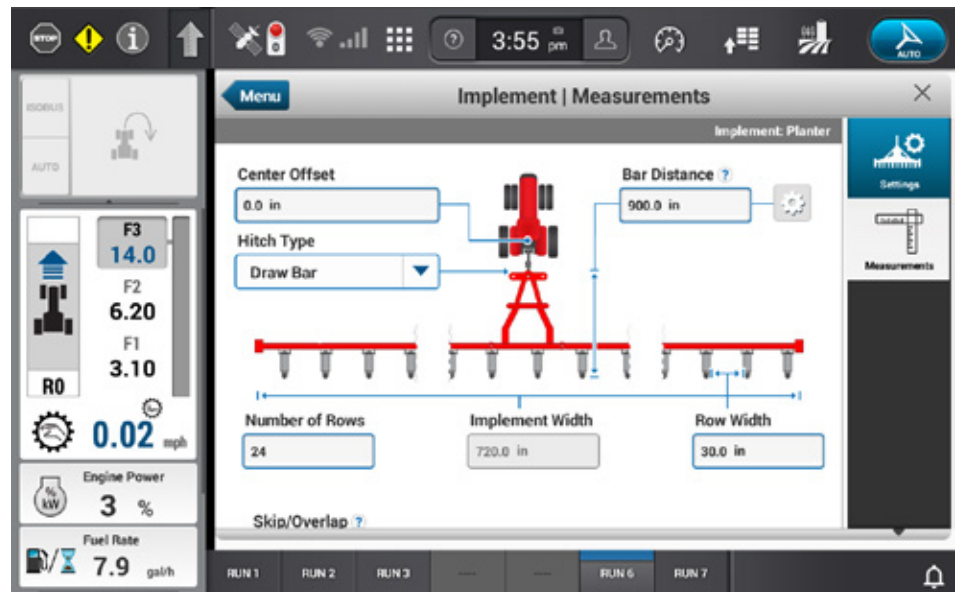 STOP
3:55 pm
AUTO
ISOBUS
AUTO
F3
14.0
F2
6.20
F1
3.10
R0
0.02 mph
Engine Power
% kW
3 %
Fuel Rate
7.9 gal/h
Menu
Implement | Measurements
Implement: Planter
Center Offset
0.0 in
Hitch Type
Draw Bar
Bar Distance ?
900.0 in
Settings
Measurements
Number of Rows
24
Implement Width
720.0 in
Row Width
30.0 in
Skip/Overlap ?
RUN 1
RUN 2
RUN 3
----
----
RUN 6
RUN 7